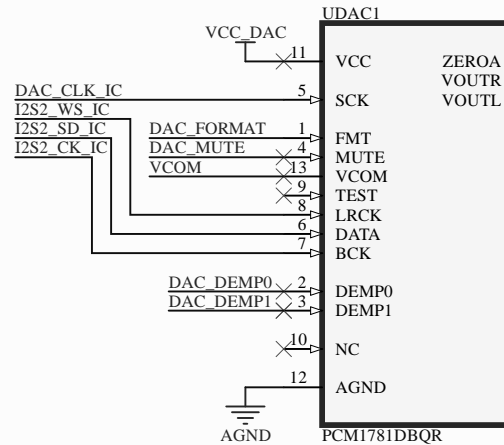 UDAC1
VCC_DAC
11 VCC ZEROA
VOUTR
DAC_CLK_IC 5 SCK VOUTL
I2S2_WS_IC
I2S2_SD_IC DAC_FORMAT 1 FMT
I2S2_CK_IC DAC_MUTE 4 MUTE
VCOM 13 VCOM
9 TEST
8 LRCK
6 DATA
7 BCK
DAC_DEMP0 2 DEMP0
DAC_DEMP1 3 DEMP1
10 NC
12 AGND
AGND PCM1781DBQR